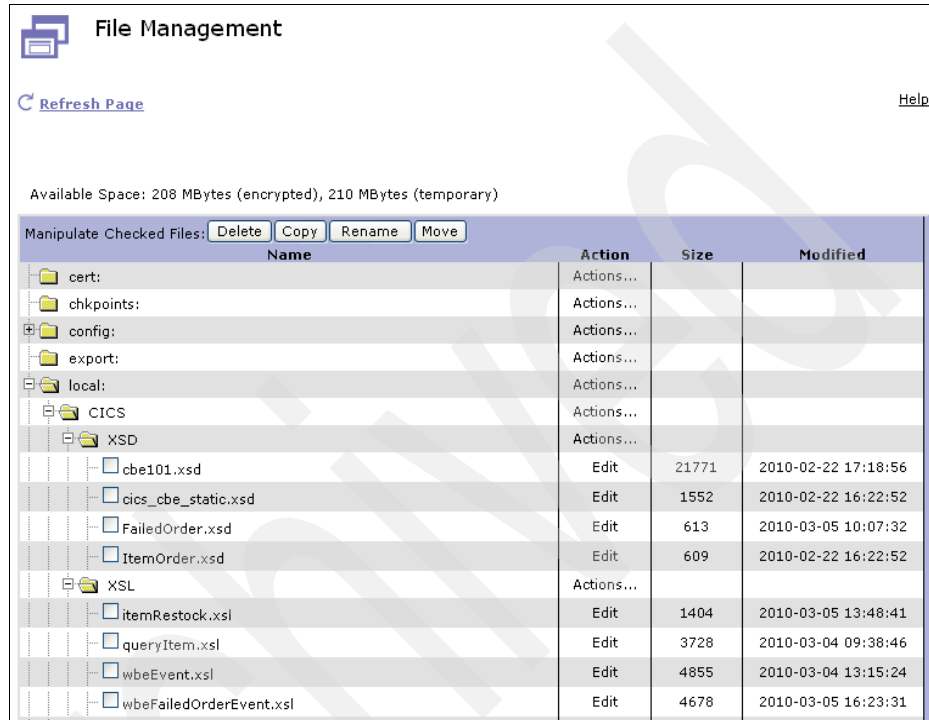 File Management
Refresh Page Help
Available Space: 208 MBytes (encrypted), 210 MBytes (temporary)
Manipulate Checked Files: Delete Copy Rename Move
Name Action Size Modified
cert: Actions...
chkpoints: Actions...
config: Actions...
export: Actions...
local: Actions...
CICS Actions...
XSD Actions...
cbe101.xsd Edit 21771 2010-02-22 17:18:56
cics_cbe_static.xsd Edit 1552 2010-02-22 16:22:52
FailedOrder.xsd Edit 613 2010-03-05 10:07:32
ItemOrder.xsd Edit 609 2010-02-22 16:22:52
XSL Actions...
itemRestock.xsl Edit 1404 2010-03-05 13:48:41
queryItem.xsl Edit 3728 2010-03-04 09:38:46
wbeEvent.xsl Edit 4855 2010-03-04 13:15:24
wbeFailedOrderEvent.xsl Edit 4678 2010-03-05 16:23:31